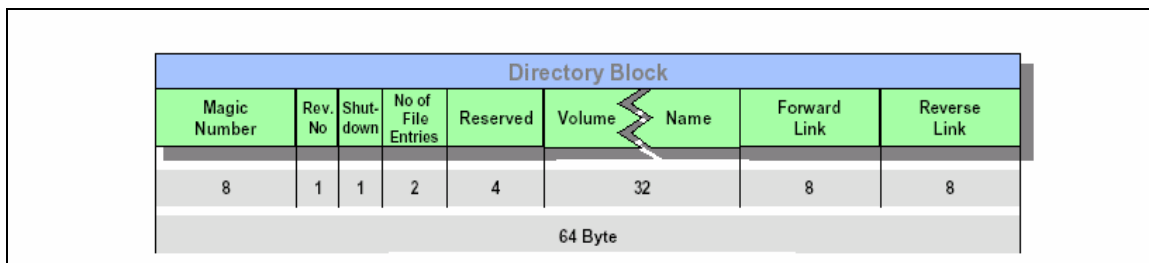 Directory Block
Magic Number
Rev. No
Shut-down
No of File Entries
Reserved
Volume Name
Forward Link
Reverse Link
8 1 1 2 4 32 8 8
64 Byte